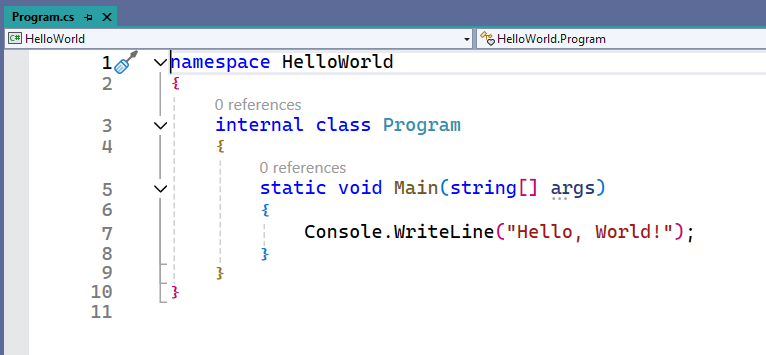 Program.cs
HelloWorld
HelloWorld.Program
1 namespace HelloWorld
2 {
0 references
3 internal class Program
4 {
0 references
5 static void Main(string[] args)
6 {
7 Console.WriteLine("Hello, World!");
8 }
9 }
10 }
11